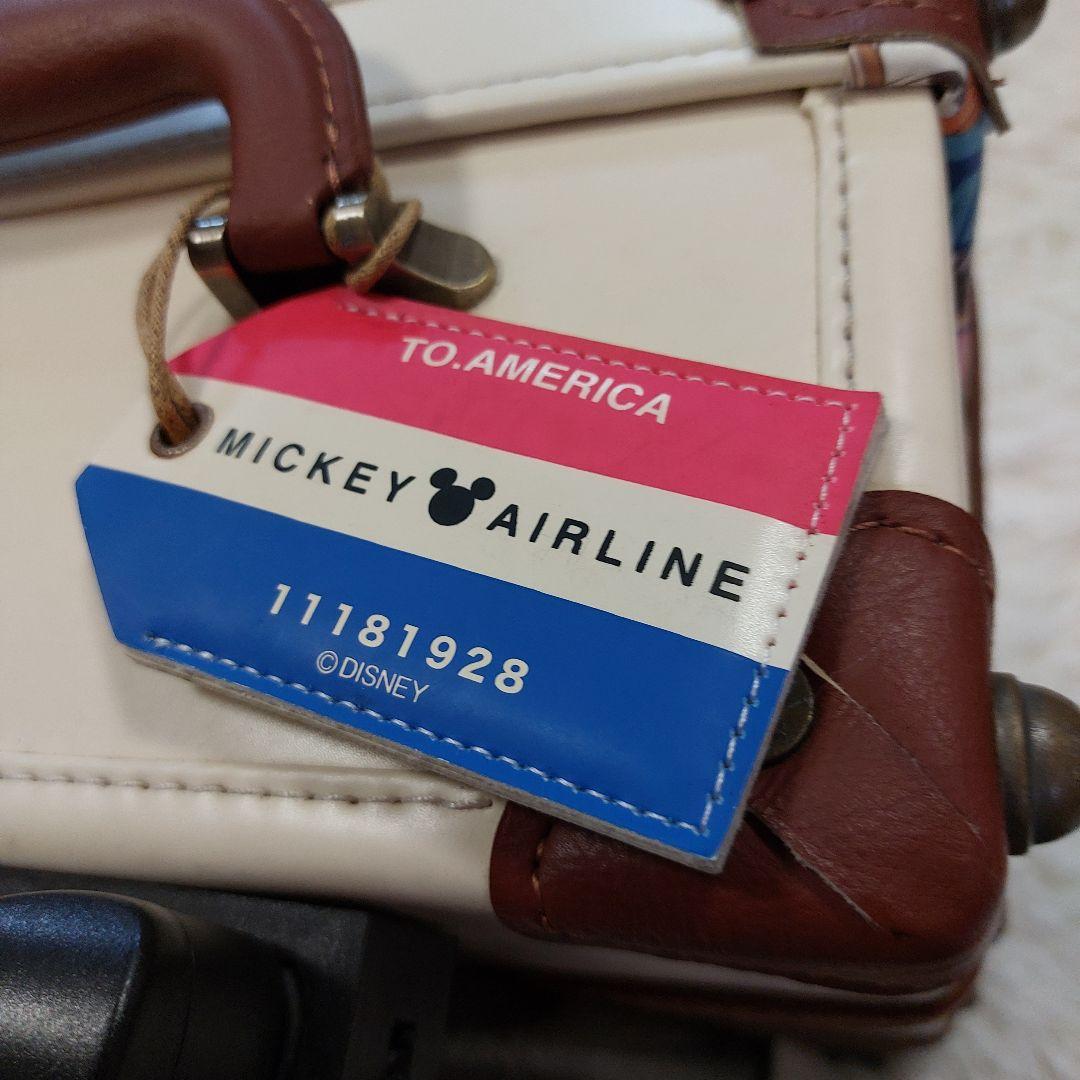 TO.AMERICA
MICKEY AIRLINE
11181928
©DISNEY